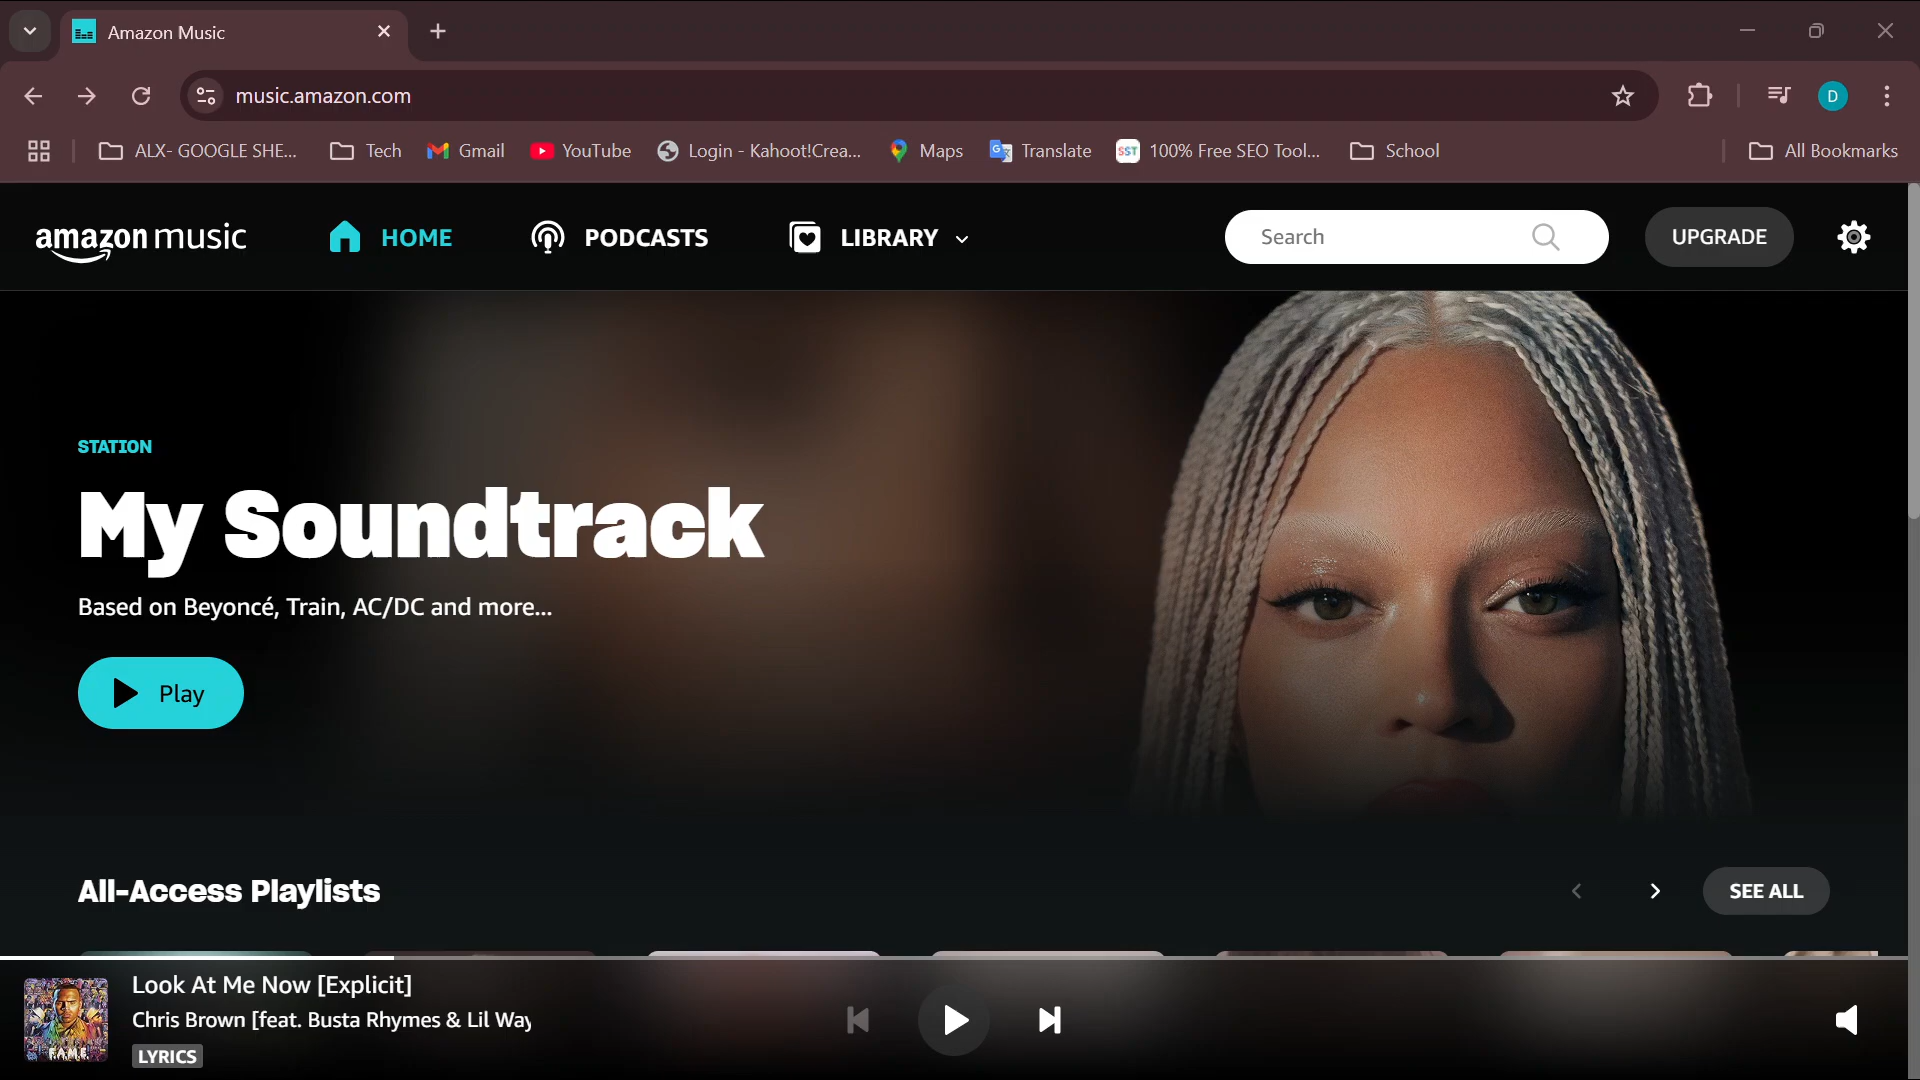 Amazon Music
music.amazon.com
D
ALX- GOOGLE SHE...
Tech
Gmail
YouTube
Login - Kahoot!Crea...
Maps
Translate
SST
100% Free SEO Tool...
School
All Bookmarks
amazon music
HOME
PODCASTS
LIBRARY
Search
UPGRADE
STATION
My Soundtrack
Based on Beyoncé, Train, AC/DC and more...
Play
All-Access Playlists
SEE ALL
Look At Me Now [Explicit]
Chris Brown [feat. Busta Rhymes & Lil Way
F.A.M.E.
LYRICS